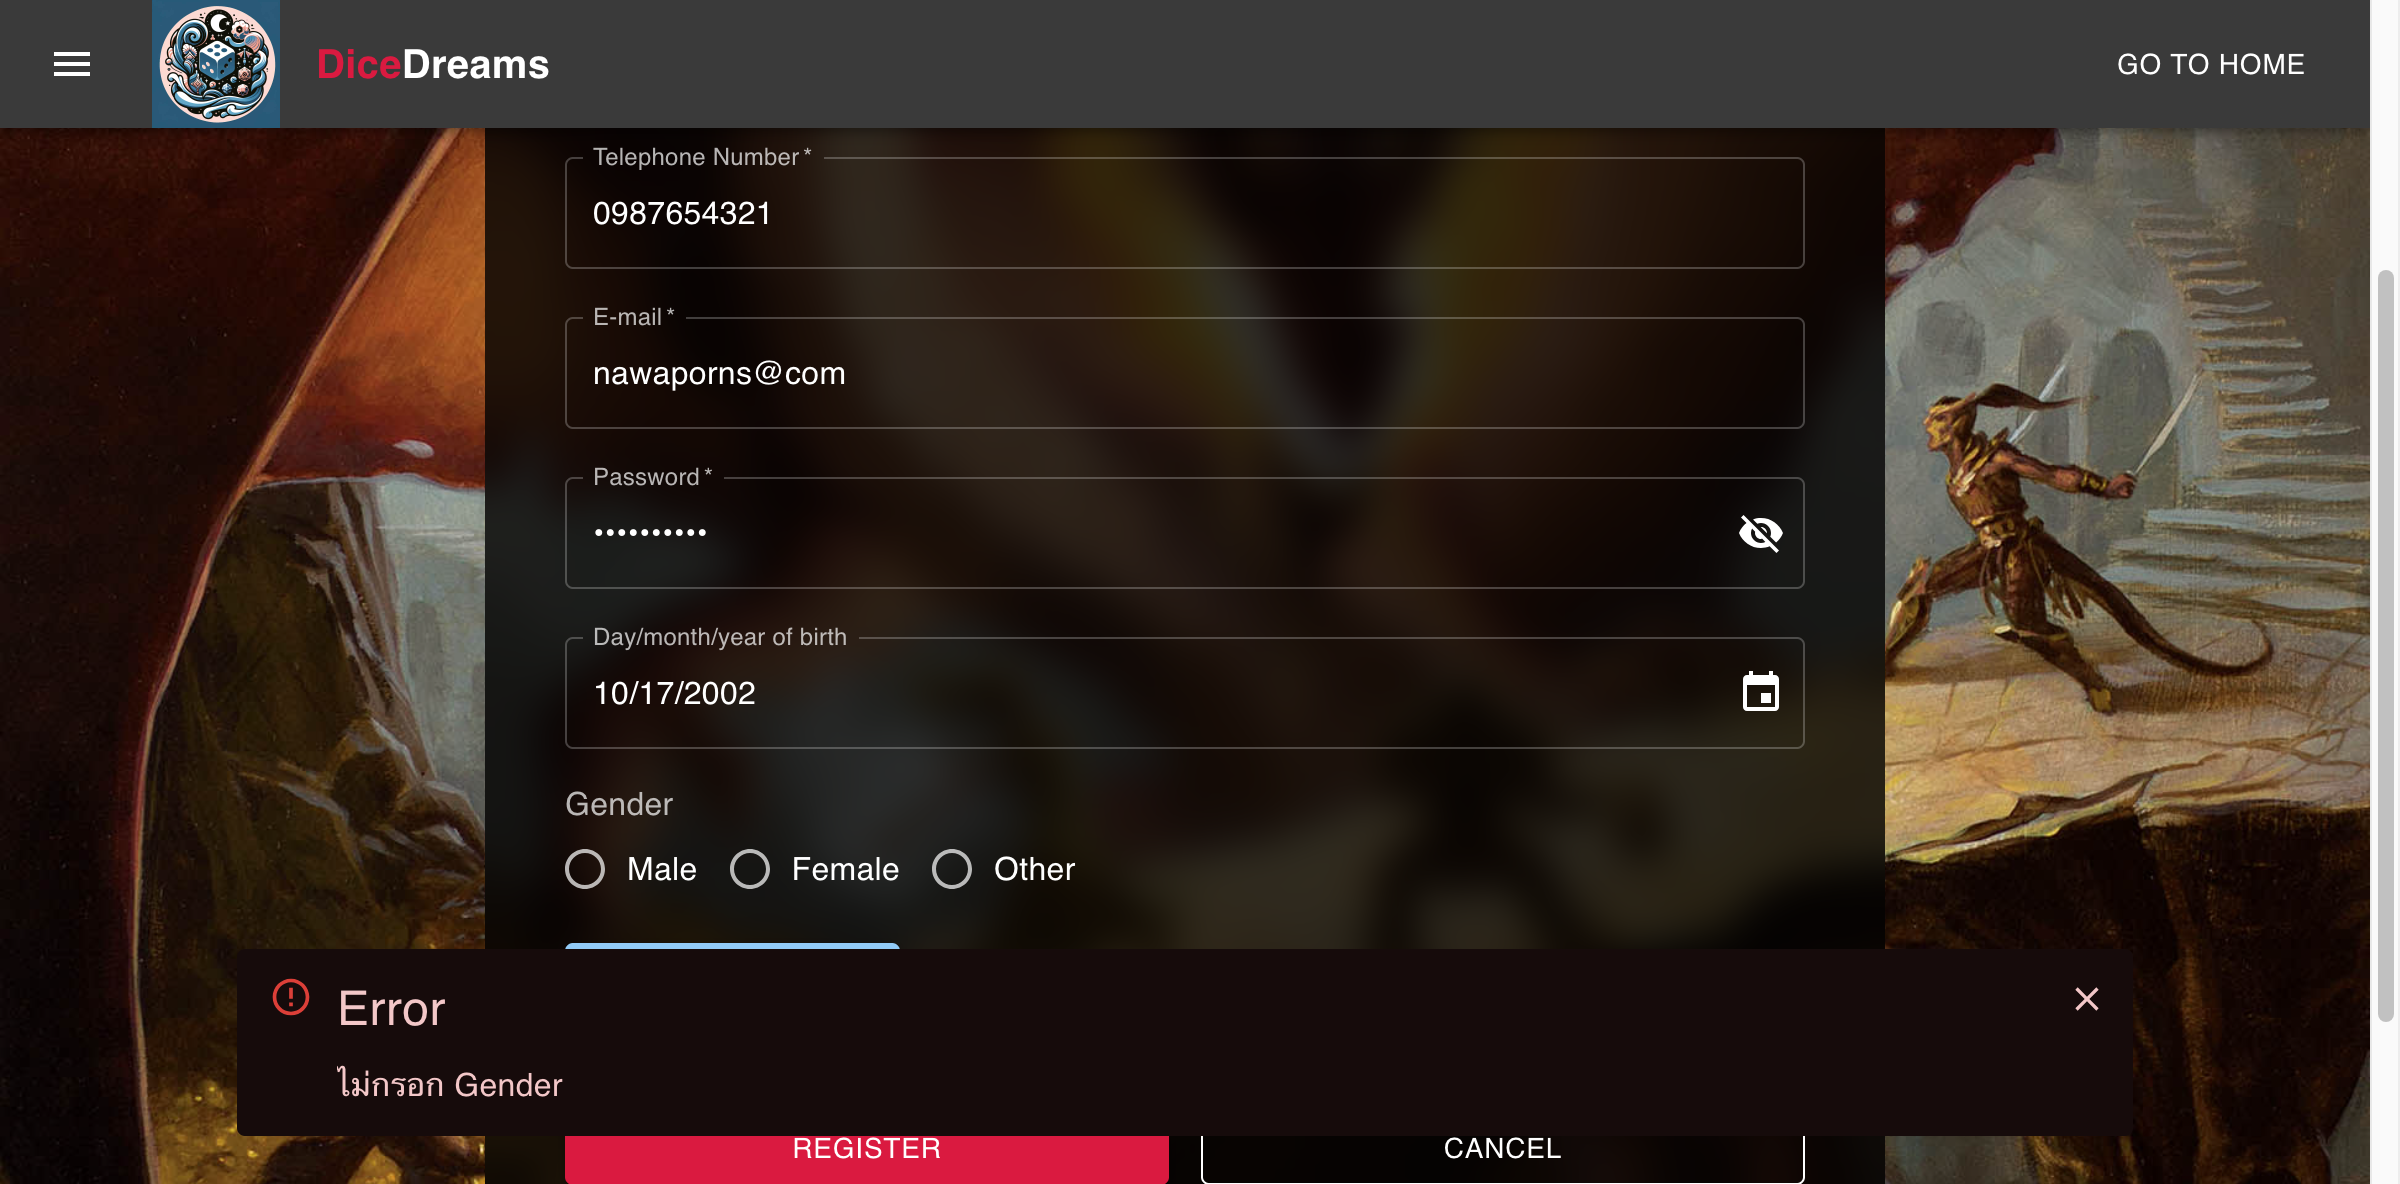 DiceDreams
GO TO HOME
Telephone Number *
0987654321
E-mail *
nawaporns@com
Password *
••••••••••
Day/month/year of birth
10/17/2002
Gender
Male Female Other
Error
ไม่กรอก Gender
REGISTER CANCEL